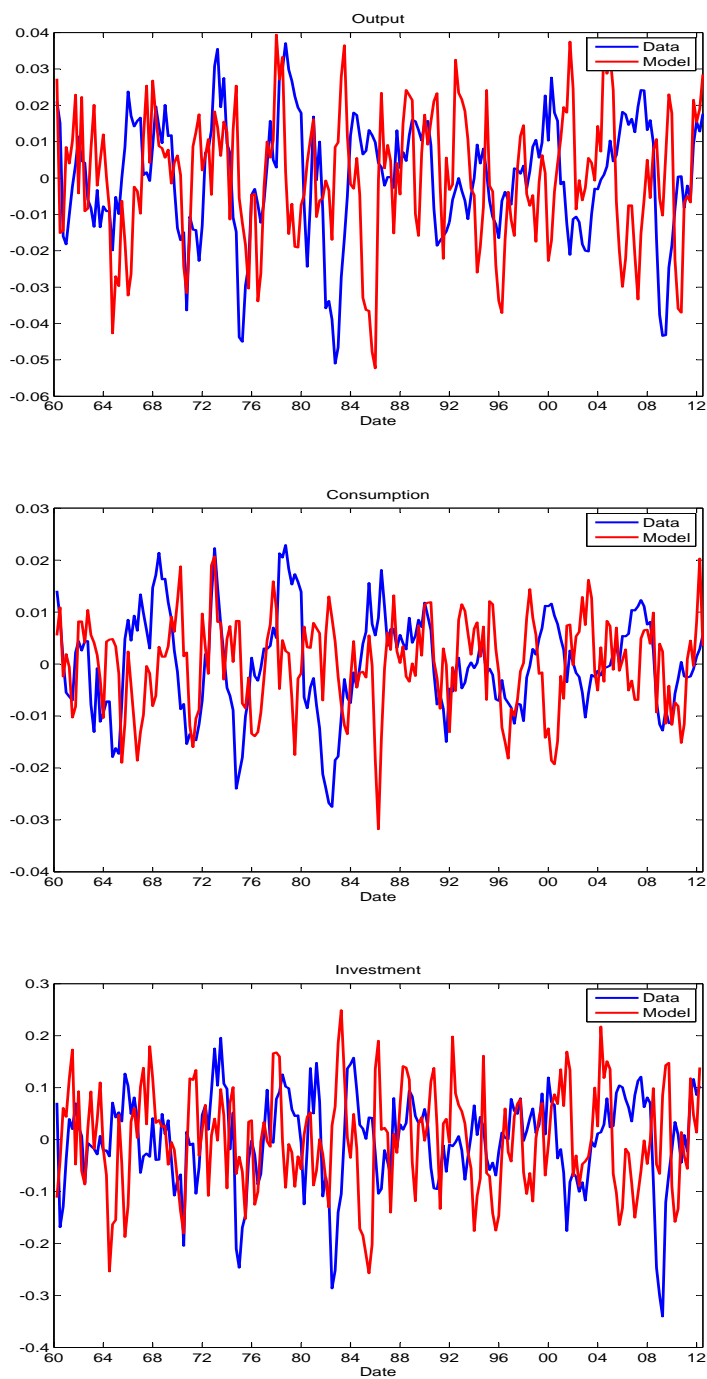 Output
0.04
0.03
0.02
0.01
0
-0.01
-0.02
-0.03
-0.04
-0.05
-0.06
Data
Model
60 64 68 72 76 80 84 88 92 96 00 04 08 12
Date
Consumption
0.03
0.02
0.01
0
-0.01
-0.02
-0.03
-0.04
Data
Model
60 64 68 72 76 80 84 88 92 96 00 04 08 12
Date
Investment
0.3
0.2
0.1
0
-0.1
-0.2
-0.3
-0.4
Data
Model
60 64 68 72 76 80 84 88 92 96 00 04 08 12
Date